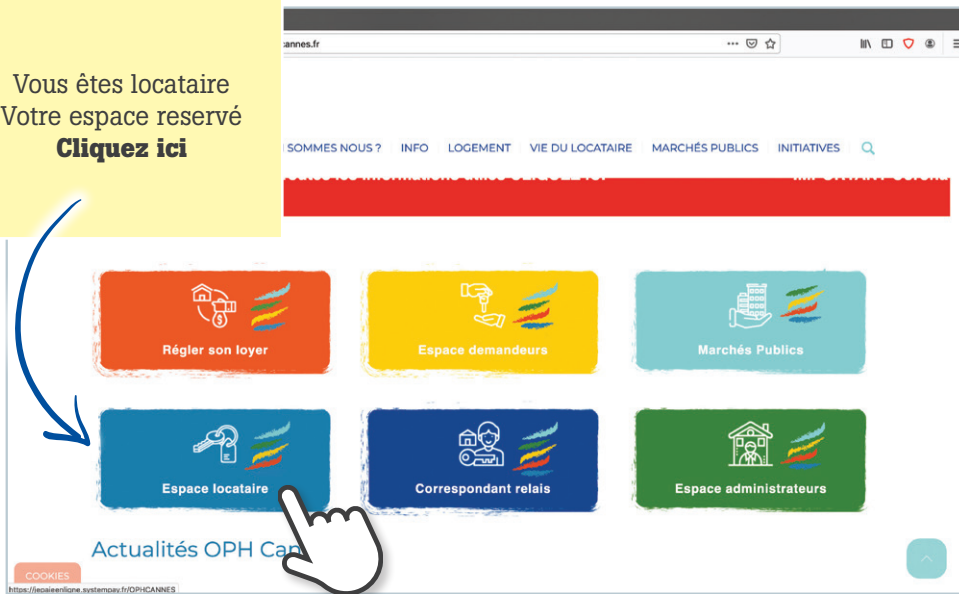 Vous êtes locataire
Votre espace reservé
Cliquez ici
cannes.fr
SOMMES NOUS ? INFO LOGEMENT VIE DU LOCATAIRE MARCHÉS PUBLICS INITIATIVES
Régler son loyer
Espace demandeurs
Marchés Publics
Espace locataire
Correspondant relais
Espace administrateurs
Actualités OPH
COOKIES
https://jepaieenligne.systempay.fr/OPHCANNES